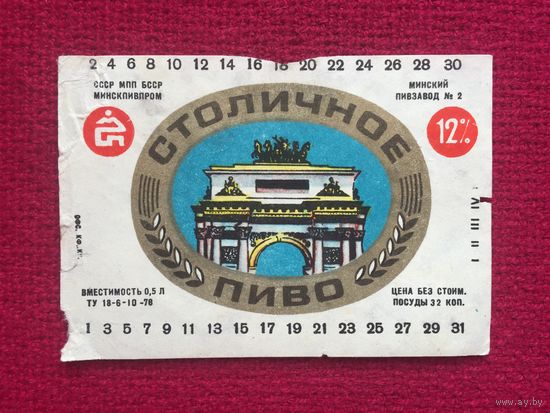 2 4 6 8 10 12 14 16 18 20 22 24 26 28 30
СССР МПП БССР
МИНСКПИВПРОМ
МИНСКИЙ
ПИВЗАВОД № 2
СТОЛИЧНОЕ
12%
I II III IV
ПИВО
ВМЕСТИМОСТЬ 0,5 Л
ТУ 18-6-10-78
ЦЕНА БЕЗ СТОИМ.
ПОСУДЫ 32 КОП.
1 3 5 7 9 11 13 15 17 19 21 23 25 27 29 31
www.ay.by